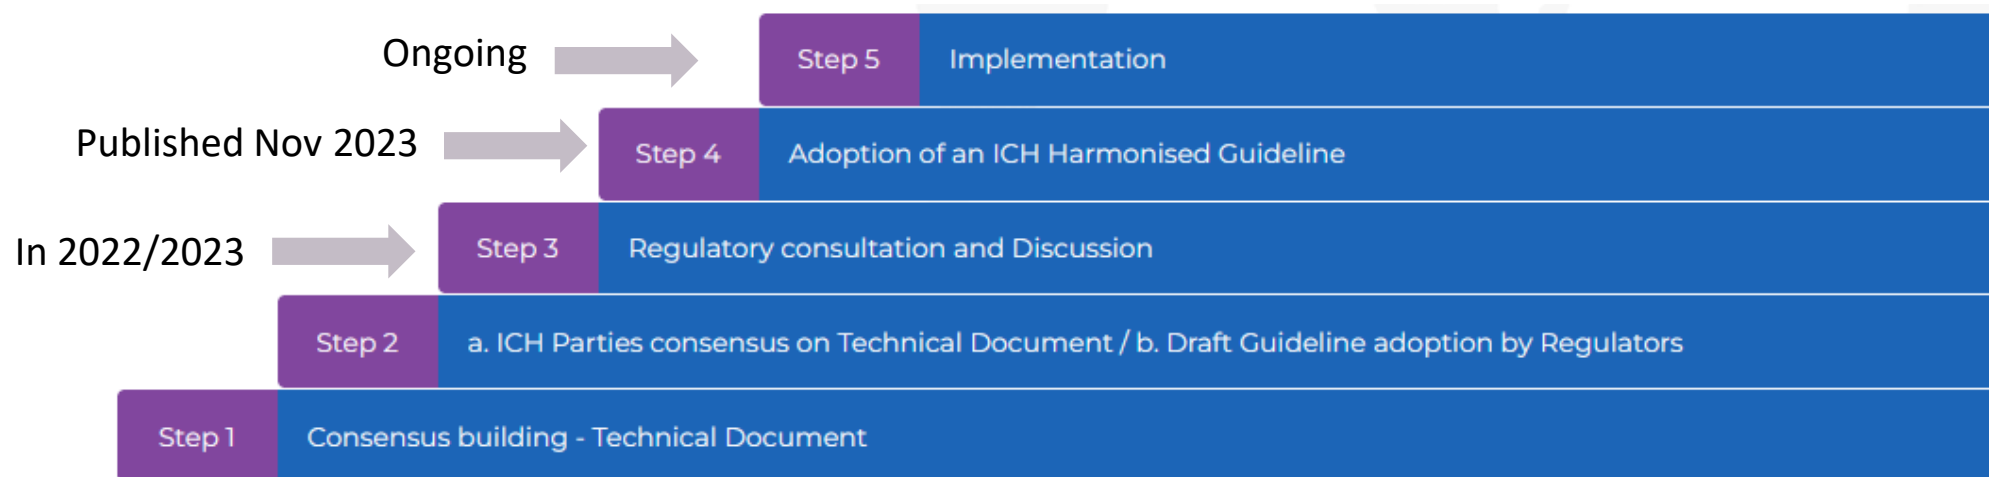 Ongoing Step 5 Implementation
Published Nov 2023 Step 4 Adoption of an ICH Harmonised Guideline
In 2022/2023 Step 3 Regulatory consultation and Discussion
Step 2 a. ICH Parties consensus on Technical Document / b. Draft Guideline adoption by Regulators
Step 1 Consensus building - Technical Document